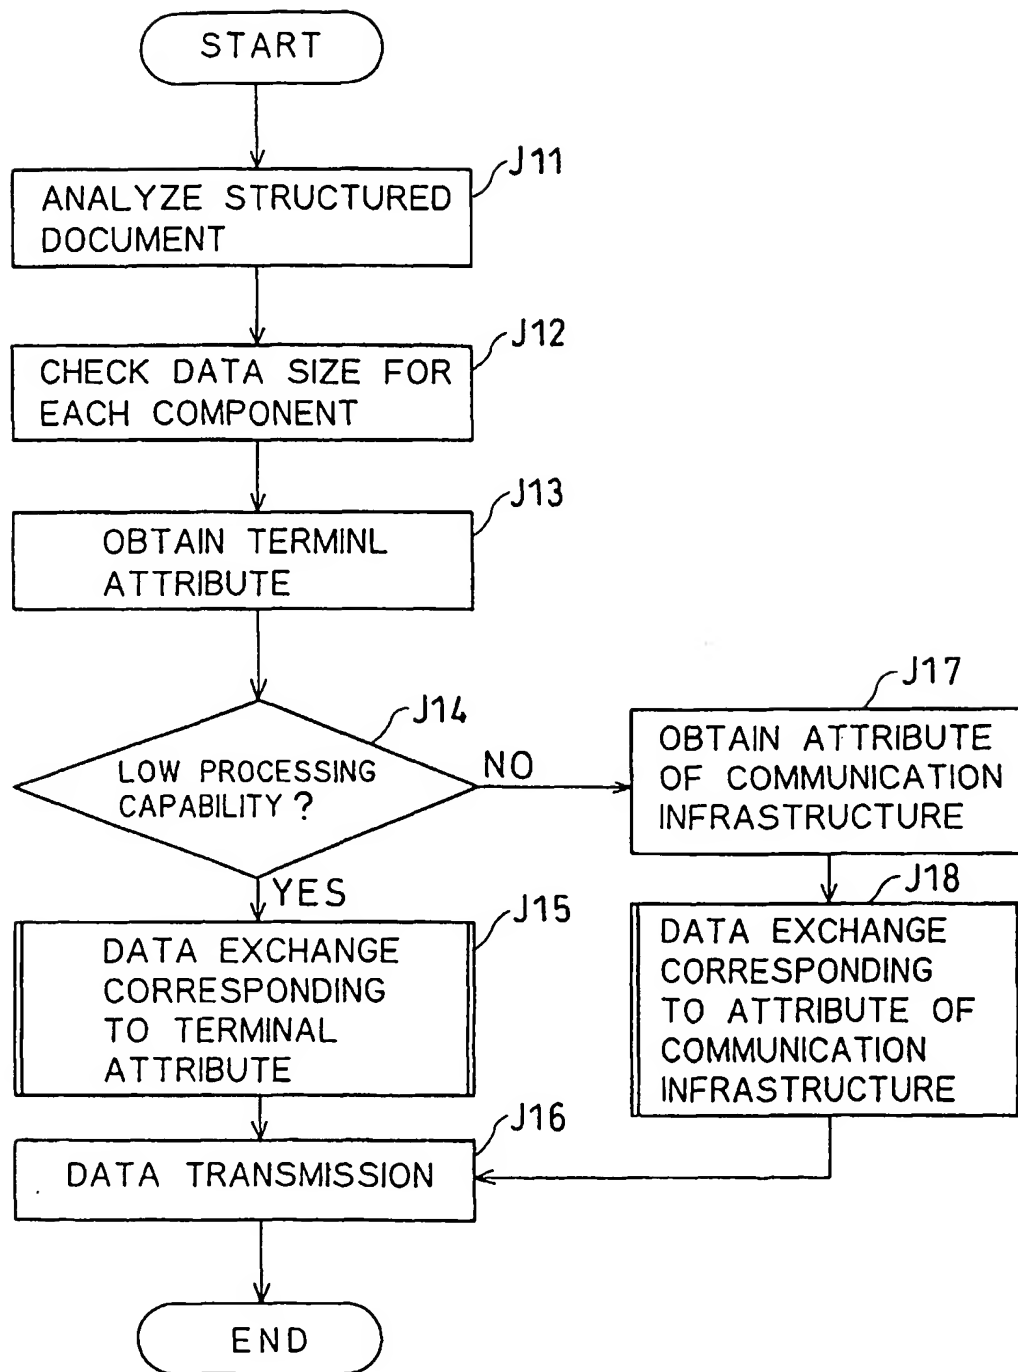 START
J11
ANALYZE STRUCTURED
DOCUMENT
J12
CHECK DATA SIZE FOR
EACH COMPONENT
J13
OBTAIN TERMINL
ATTRIBUTE
J14
LOW PROCESSING
CAPABILITY?
NO
J17
OBTAIN ATTRIBUTE
OF COMMUNICATION
INFRASTRUCTURE
YES
J15
DATA EXCHANGE
CORRESPONDING
TO TERMINAL
ATTRIBUTE
J18
DATA EXCHANGE
CORRESPONDING
TO ATTRIBUTE OF
COMMUNICATION
INFRASTRUCTURE
J16
DATA TRANSMISSION
END